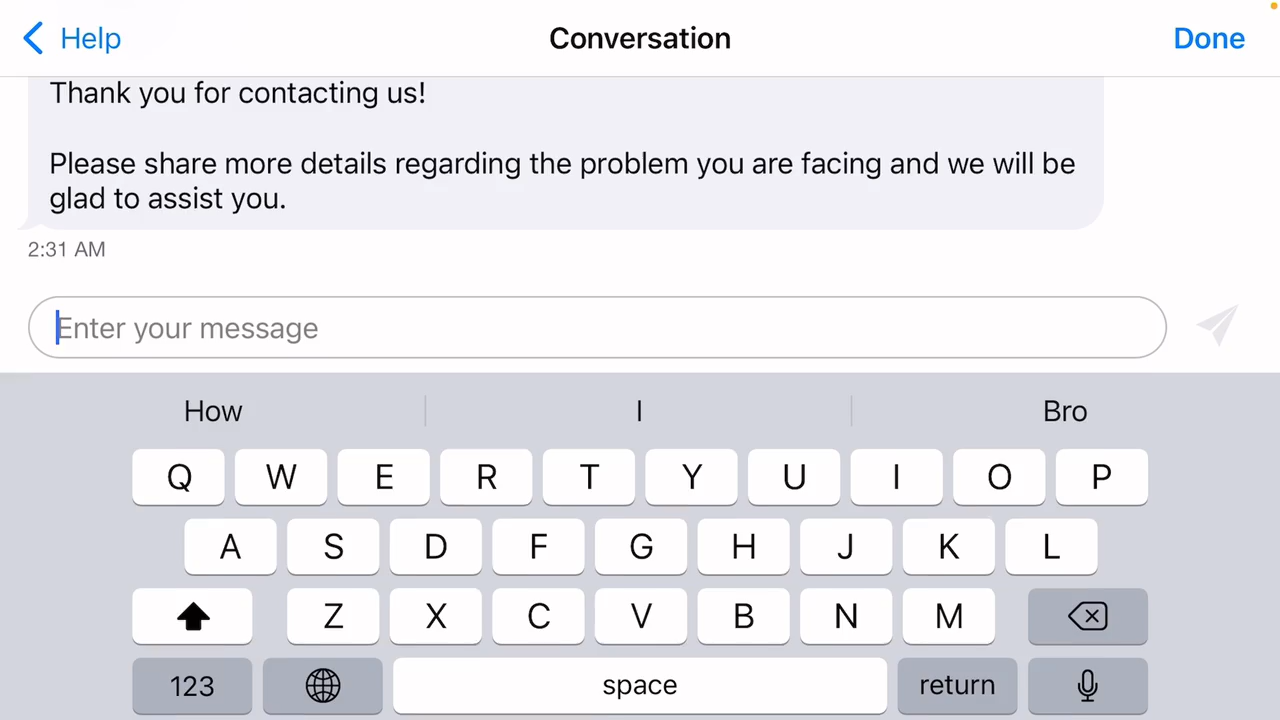 Help
Conversation
Done
Thank you for contacting us!
Please share more details regarding the problem you are facing and we will be
glad to assist you.
2:31 AM
Enter your message
How
I
Bro
Q W E R T Y U I O P
A S D F G H J K L
Z X C V B N M
123
space
return